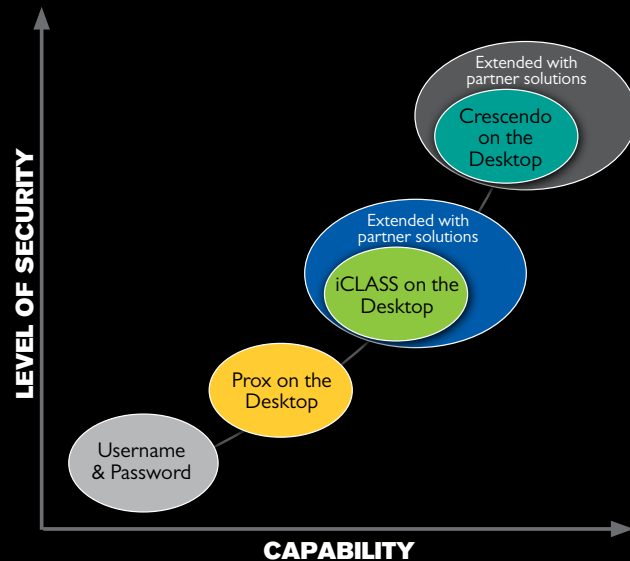 LEVEL OF SECURITY
Extended with
partner solutions
Crescendo
on the
Desktop
Extended with
partner solutions
iCLASS on the
Desktop
Prox on the
Desktop
Username
& Password
CAPABILITY